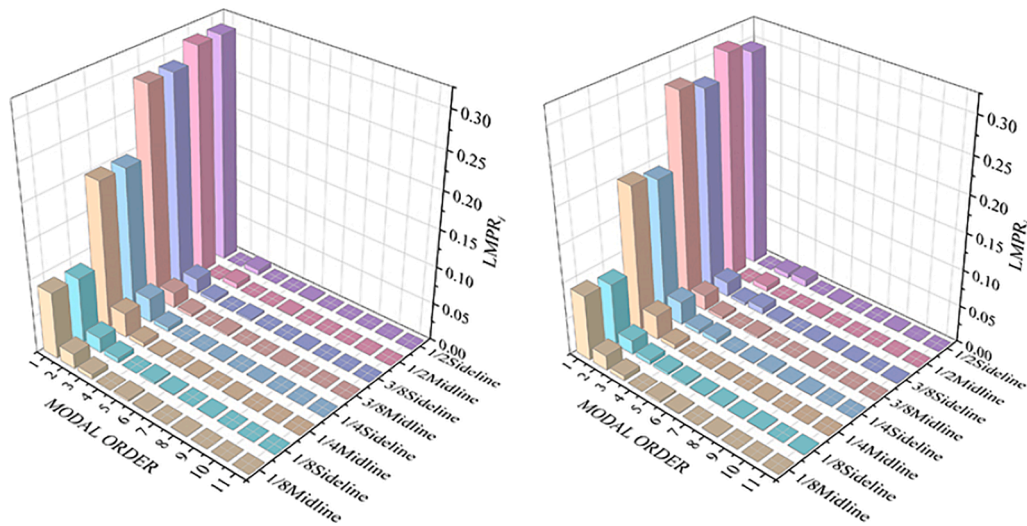 0.30
0.25
0.20
0.15
0.10
0.05
0.00
LMPRᵢ
1/2Sideline
1/2Midline
3/8Sideline
3/8Midline
1/4Sideline
1/4Midline
1/8Sideline
1/8Midline
1
2
3
4
5
6
7
8
9
10
11
MODAL ORDER
0.30
0.25
0.20
0.15
0.10
0.05
0.00
LMPR
1/2Sideline
1/2Midline
3/8Sideline
3/8Midline
1/4Sideline
1/4Midline
1/8Sideline
1/8Midline
1
2
3
4
5
6
7
8
9
10
11
MODAL ORDER